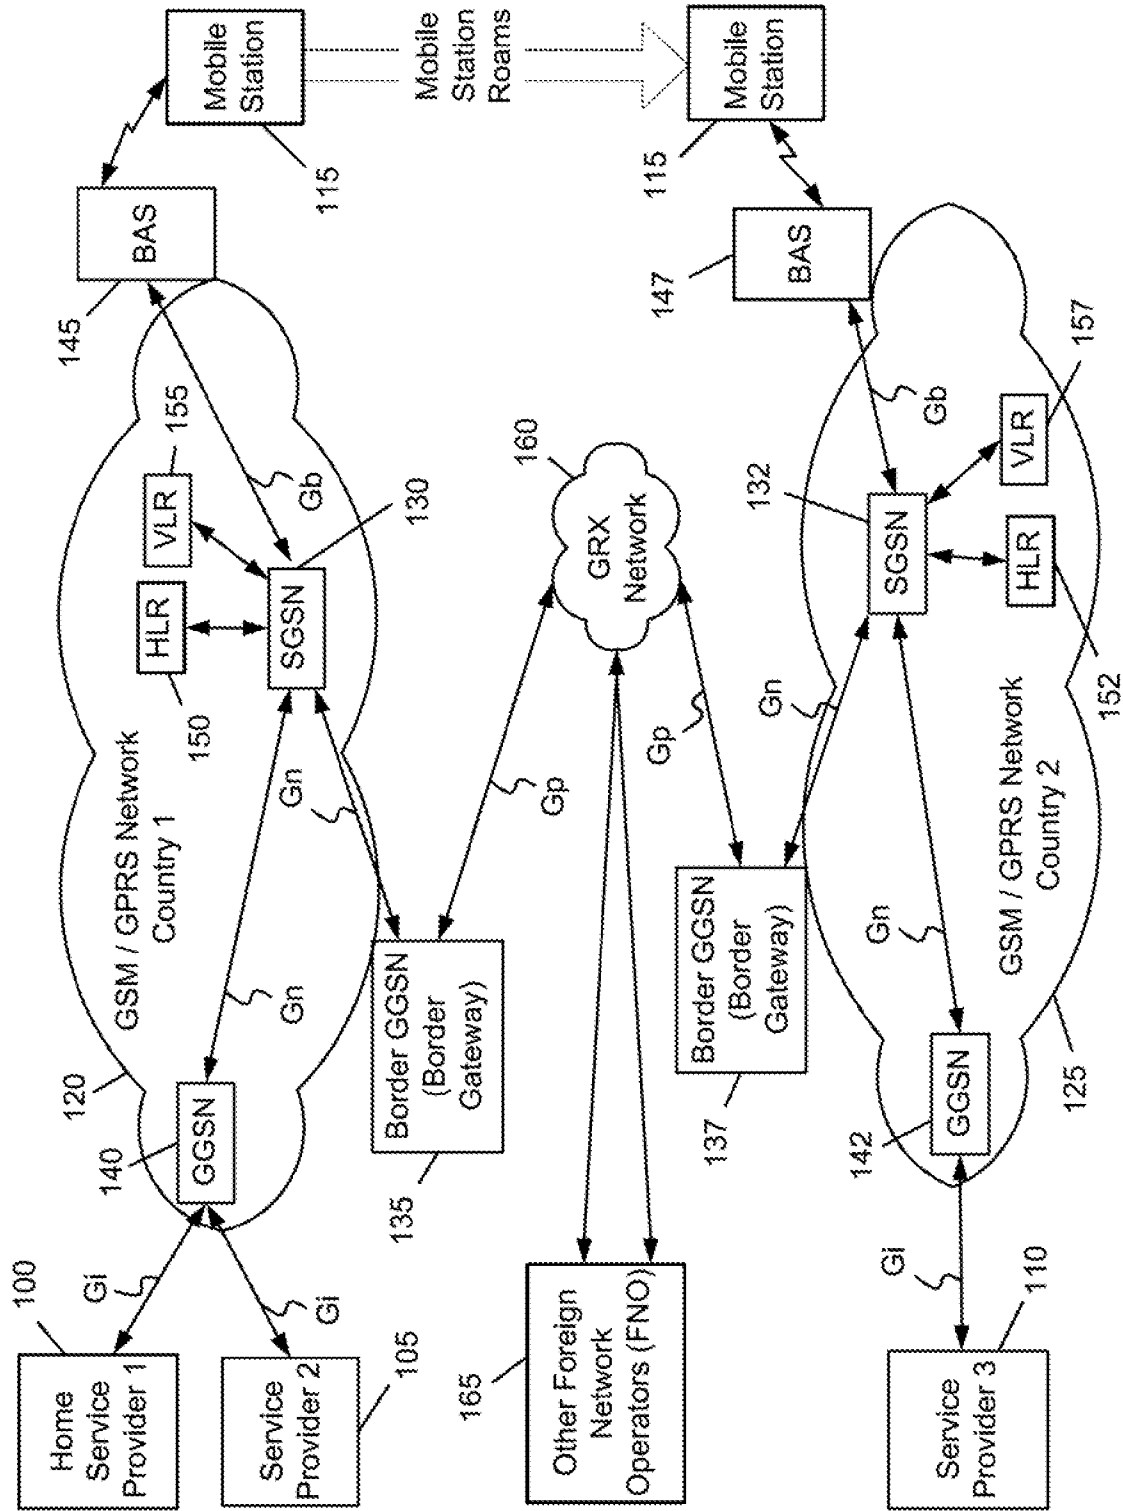 Home
Service
Provider 1
100
Gi
Service
Provider 2
105
Gi
120
140
GGSN
GSM / GPRS Network
Country 1
Gn
HLR
150
VLR
155
SGSN
130
Gn
Gb
BAS
145
Mobile
Station
115
Mobile
Station
Roams
Border GGSN
(Border
Gateway)
135
Gp
GRX
Network
160
Other Foreign
Network
Operators (FNO)
165
Gp
Border GGSN
(Border
Gateway)
137
Gn
Mobile
Station
115
BAS
147
Gb
SGSN
132
VLR
157
HLR
152
Gn
GSM / GPRS Network
Country 2
GGSN
142
125
Gi
Service
Provider 3
110